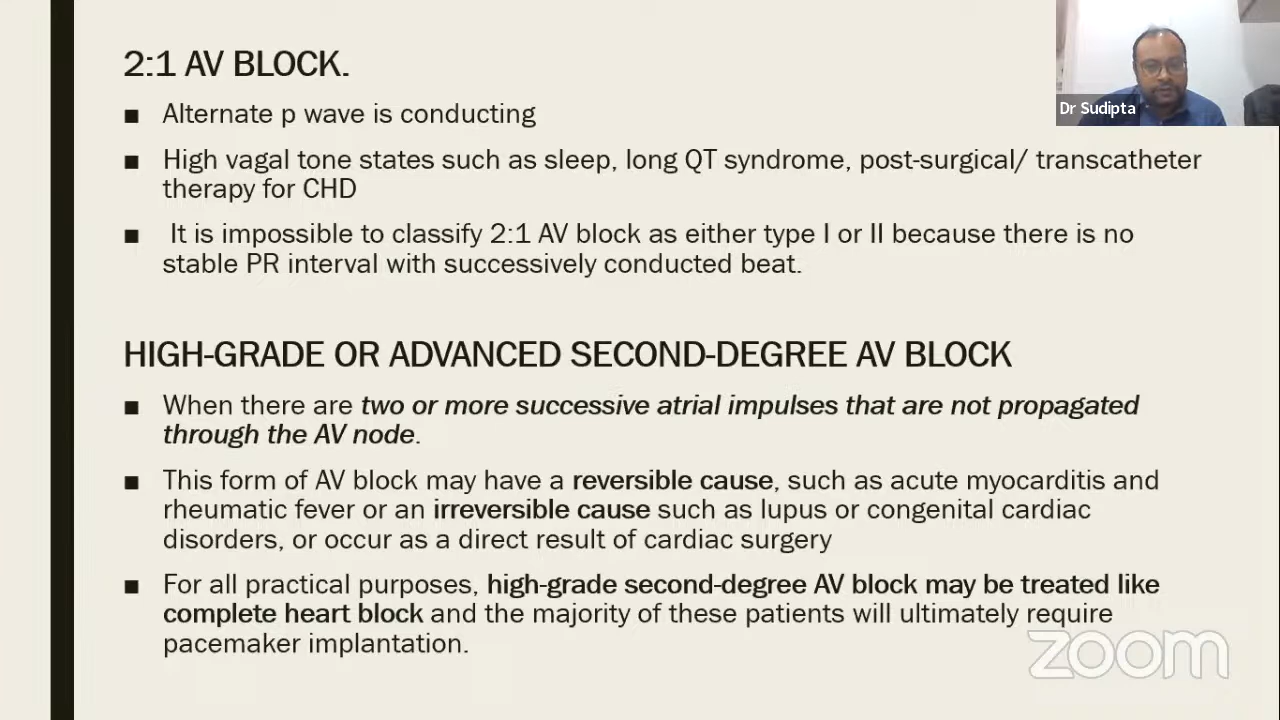 2:1 AV BLOCK.
■ Alternate p wave is conducting
■ High vagal tone states such as sleep, long QT syndrome, post-surgical/ transcatheter
therapy for CHD
■ It is impossible to classify 2:1 AV block as either type I or II because there is no
stable PR interval with successively conducted beat.
HIGH-GRADE OR ADVANCED SECOND-DEGREE AV BLOCK
■ When there are two or more successive atrial impulses that are not propagated
through the AV node.
■ This form of AV block may have a reversible cause, such as acute myocarditis and
rheumatic fever or an irreversible cause such as lupus or congenital cardiac
disorders, or occur as a direct result of cardiac surgery
■ For all practical purposes, high-grade second-degree AV block may be treated like
complete heart block and the majority of these patients will ultimately require
pacemaker implantation.
Dr Sudipta
zoom